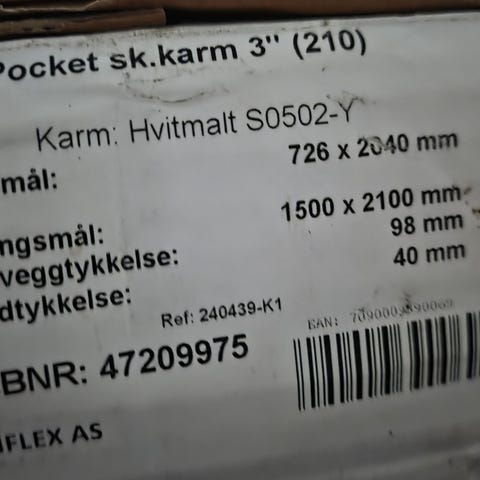 Pocket sk.karm 3" (210)
Karm: Hvitmalt S0502-Y
726 x 2040 mm
mål:
1500 x 2100 mm
ngsmål:
98 mm
veggtykkelse:
40 mm
dtykkelse:
Ref: 240439-K1
EAN:
BNR: 47209975
IFLEX AS